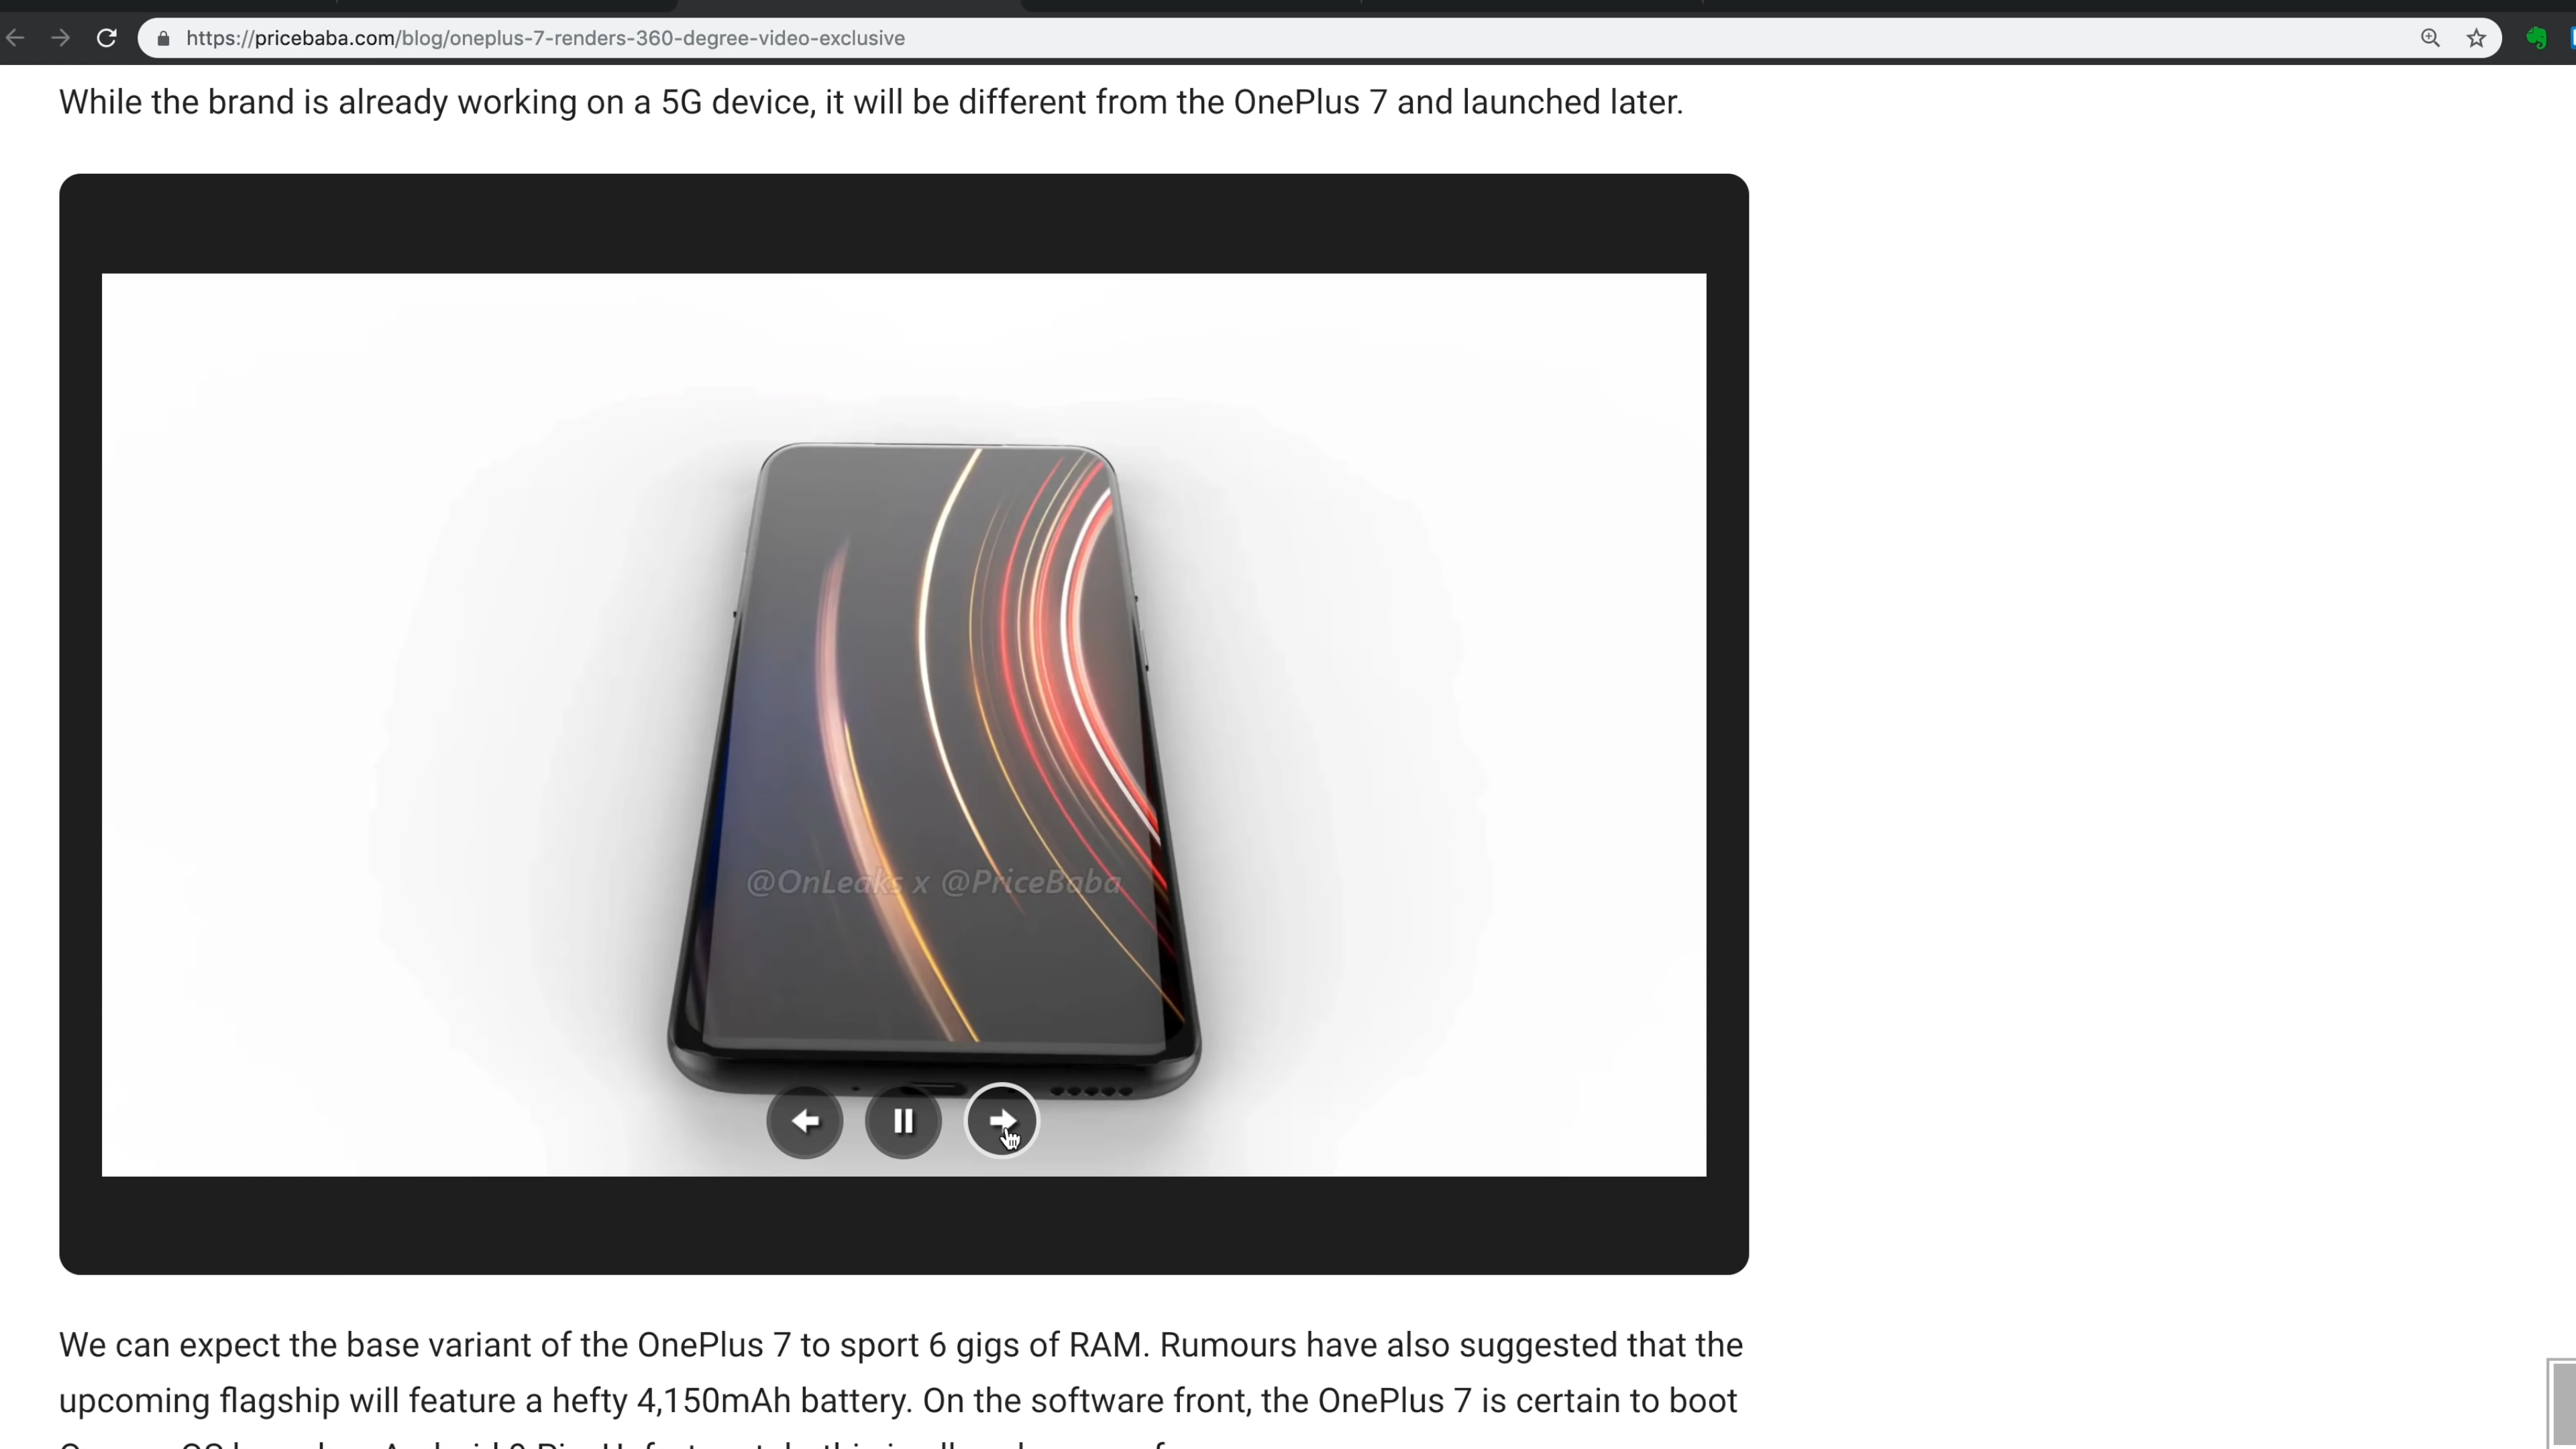 https://pricebaba.com/blog/oneplus-7-renders-360-degree-video-exclusive
While the brand is already working on a 5G device, it will be different from the OnePlus 7 and launched later.
@OnLeaks x @PriceBaba
We can expect the base variant of the OnePlus 7 to sport 6 gigs of RAM. Rumours have also suggested that the
upcoming flagship will feature a hefty 4,150mAh battery. On the software front, the OnePlus 7 is certain to boot